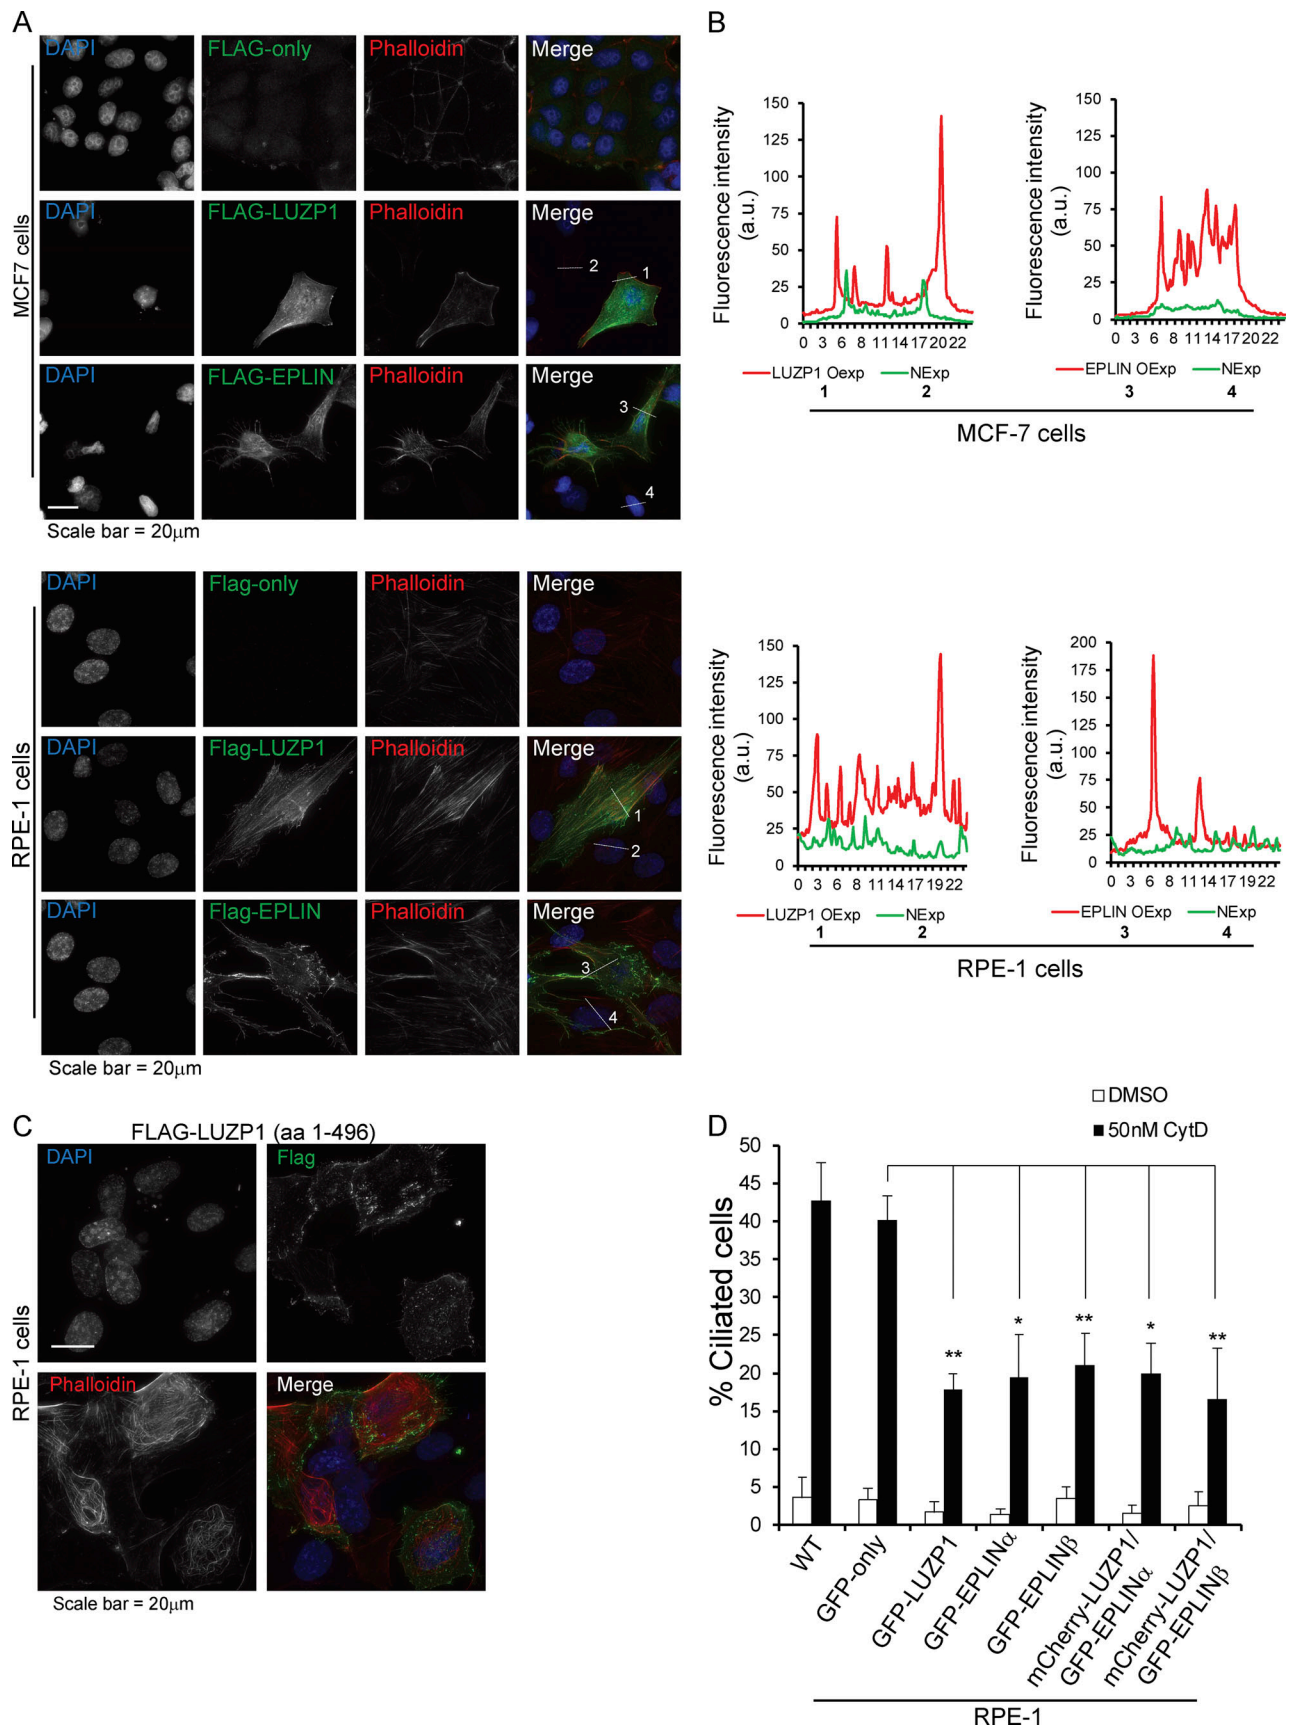 A
DAPI FLAG-only Phalloidin Merge
DAPI FLAG-LUZP1 Phalloidin Merge
2 1
DAPI FLAG-EPLIN Phalloidin Merge
3
4
MCF7 cells
Scale bar = 20μm
DAPI Flag-only Phalloidin Merge
DAPI Flag-LUZP1 Phalloidin Merge
1
2
DAPI Flag-EPLIN Phalloidin Merge
3
4
RPE-1 cells
Scale bar = 20μm
B
Fluorescence intensity
(a.u.)
150
125
100
75
50
25
0
0 3 6 8 11 14 17 20 22
LUZP1 OExp NExp
1 2
Fluorescence intensity
(a.u.)
150
125
100
75
50
25
0
0 3 6 8 11 14 17 20 22
EPLIN OExp NExp
3 4
MCF-7 cells
Fluorescence intensity
(a.u.)
150
125
100
75
50
25
0
0 3 6 8 11 14 17 19 22
LUZP1 OExp NExp
1 2
Fluorescence intensity
(a.u.)
200
175
150
125
100
75
50
25
0
0 3 6 8 11 14 17 19 22
EPLIN OExp NExp
3 4
RPE-1 cells
C
FLAG-LUZP1 (aa 1-496)
DAPI Flag
Phalloidin Merge
RPE-1 cells
Scale bar = 20μm
D
DMSO
50nM CytD
% Ciliated cells
50
45
40
35
30
25
20
15
10
5
0
** * ** * **
WT
GFP-only
GFP-LUZP1
GFP-EPLINα
GFP-EPLINβ
mCherry-LUZP1/
GFP-EPLINα
mCherry-LUZP1/
GFP-EPLINβ
RPE-1